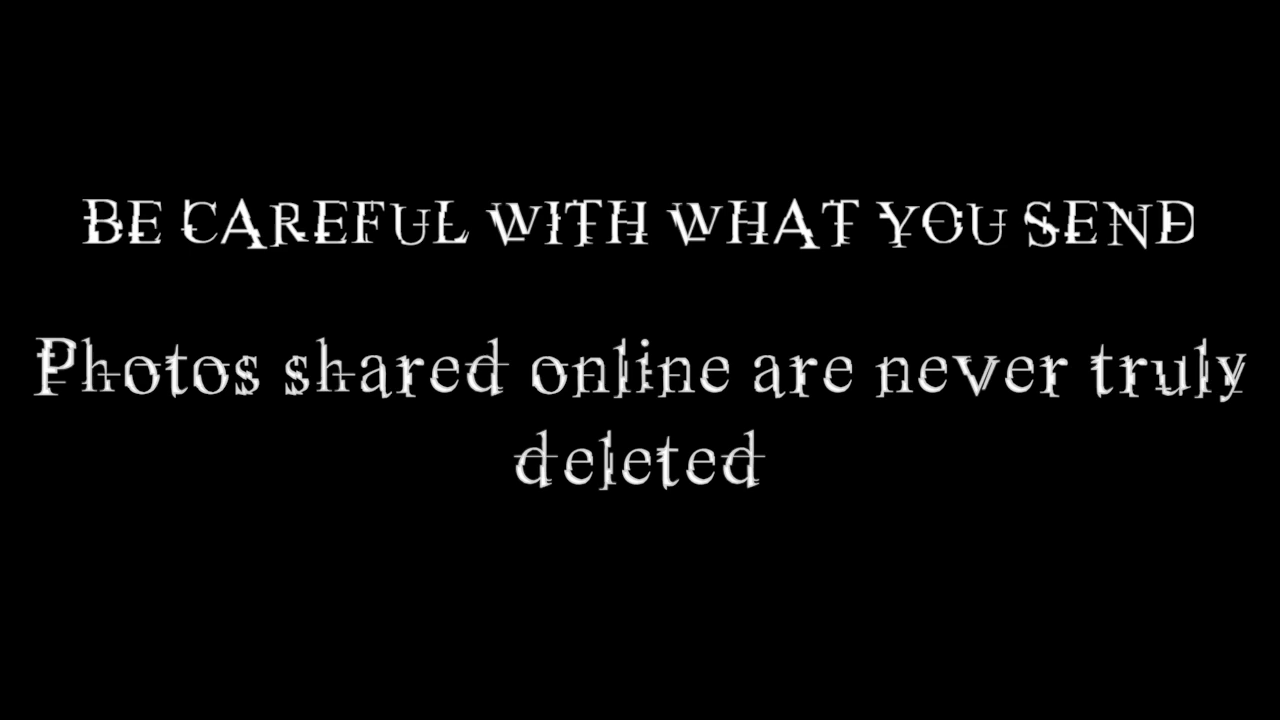 BE CAREFUL WITH WHAT YOU SEND
Photos shared online are never truly
deleted